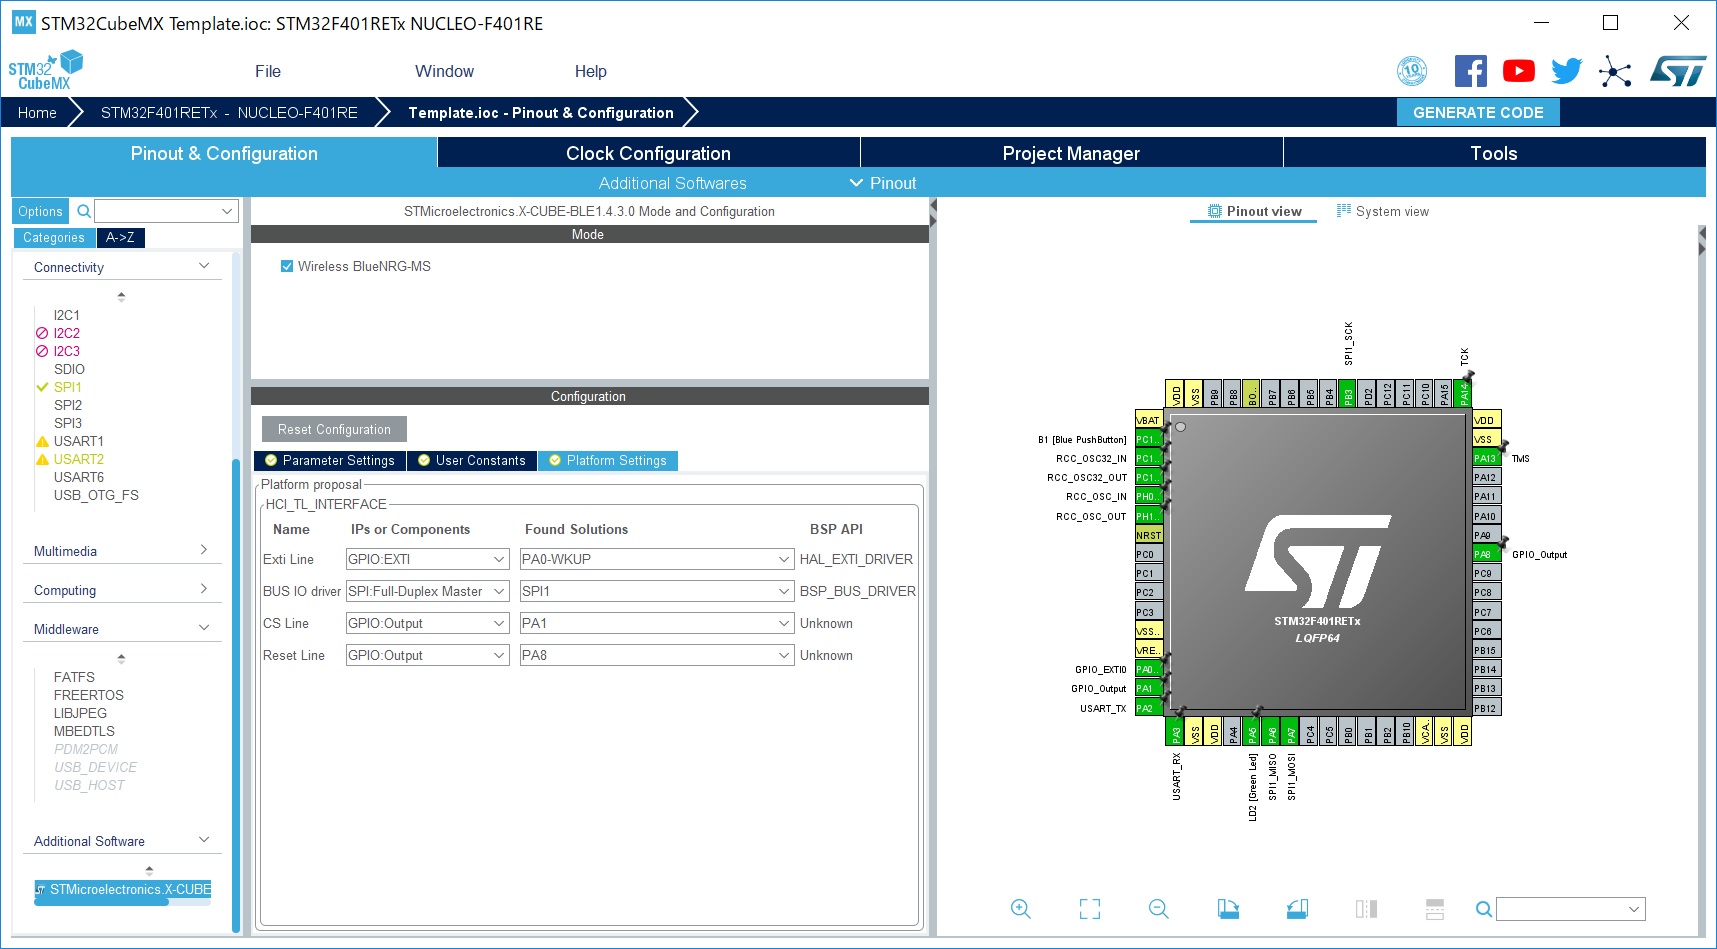 MX STM32CubeMX Template.ioc: STM32F401RETx NUCLEO-F401RE
STM32 CubeMX
File Window Help
10
Home STM32F401RETx - NUCLEO-F401RE Template.ioc - Pinout & Configuration GENERATE CODE
Pinout & Configuration Clock Configuration Project Manager Tools
Additional Softwares Pinout
Options
Categories A->Z
Connectivity
I2C1
I2C2
I2C3
SDIO
SPI1
SPI2
SPI3
USART1
USART2
USART6
USB_OTG_FS
Multimedia
Computing
Middleware
FATFS
FREERTOS
LIBJPEG
MBEDTLS
PDM2PCM
USB_DEVICE
USB_HOST
Additional Software
STMicroelectronics.X-CUBE
STMicroelectronics.X-CUBE-BLE1.4.3.0 Mode and Configuration
Mode
Wireless BlueNRG-MS
Configuration
Reset Configuration
Parameter Settings User Constants Platform Settings
Platform proposal
HCI_TL_INTERFACE
Name IPs or Components Found Solutions BSP API
Exti Line GPIO:EXTI PA0-WKUP HAL_EXTI_DRIVER
BUS IO driver SPI:Full-Duplex Master SPI1 BSP_BUS_DRIVER
CS Line GPIO:Output PA1 Unknown
Reset Line GPIO:Output PA8 Unknown
Pinout view System view
SPI1_SCK TCK
VDD VSS PB9 PB8 BO.. PB7 PB6 PB5 PB4 PB3 PD2 PC12 PC11 PC10 PA15 PA14
VBAT VDD
B1 [Blue PushButton] PC1.. VSS
RCC_OSC32_IN PC1.. PA13 TMS
RCC_OSC32_OUT PC1.. PA12
RCC_OSC_IN PH0.. PA11
RCC_OSC_OUT PH1.. PA10
NRST PA9
PC0 PA8 GPIO_Output
PC1 PC9
PC2 PC8
PC3 PC7
VSS.. PC6
VRE.. PB15
GPIO_EXTI0 PA0.. PB14
GPIO_Output PA1 PB13
USART_TX PA2 PB12
STM32F401RETx
LQFP64
PA3 VSS VDD PA4 PA5 PA6 PA7 PC4 PC5 PB0 PB1 PB2 PB10 VCA.. VSS VDD
USART_RX LD2 [Green Led] SPI1_MISO SPI1_MOSI